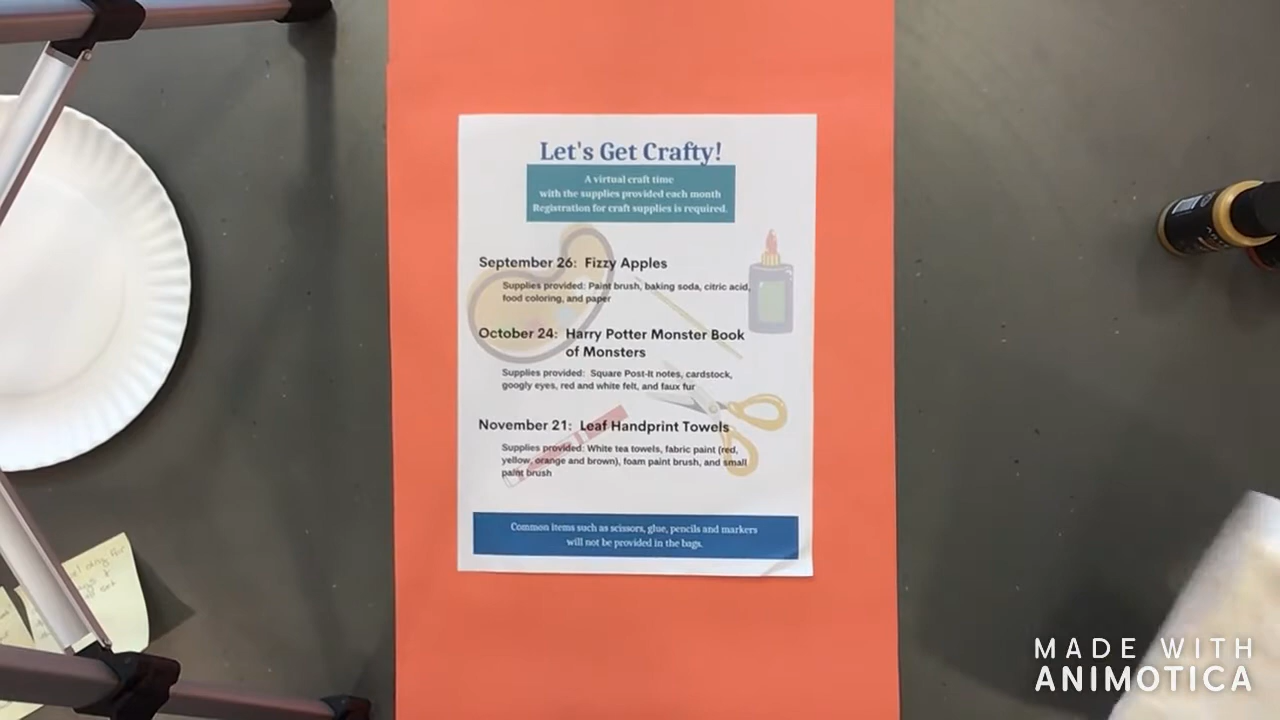 Let's Get Crafty!
A virtual craft time
with the supplies provided each month
Registration for craft supplies is required.
September 26: Fizzy Apples
Supplies provided: Paint brush, baking soda, citric acid,
food coloring, and paper
October 24: Harry Potter Monster Book
of Monsters
Supplies provided: Square Post-It notes, cardstock,
googly eyes, red and white felt, and faux fur
November 21: Leaf Handprint Towels
Supplies provided: White tea towels, fabric paint (red,
yellow, orange and brown), foam paint brush, and small
paint brush
Common items such as scissors, glue, pencils and markers
will not be provided in the bags.
MADE WITH
ANIMOTICA